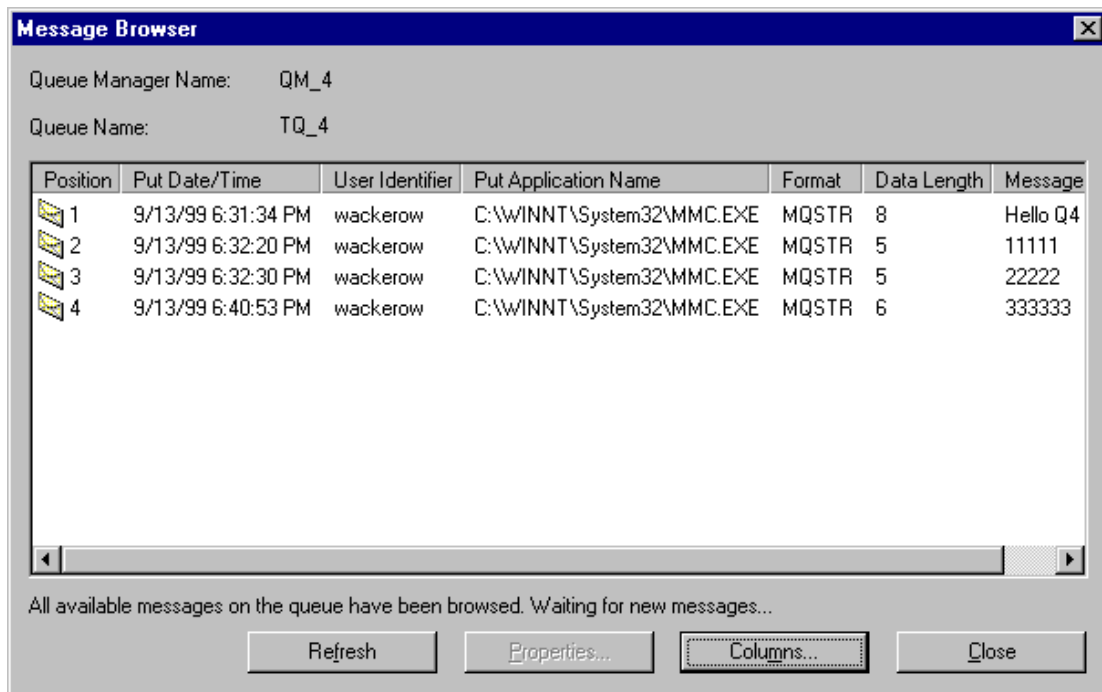 Message Browser
Queue Manager Name: QM_4
Queue Name: TQ_4
Position Put Date/Time User Identifier Put Application Name Format Data Length Message
1 9/13/99 6:31:34 PM wackerow C:\WINNT\System32\MMC.EXE MQSTR 8 Hello Q4
2 9/13/99 6:32:20 PM wackerow C:\WINNT\System32\MMC.EXE MQSTR 5 11111
3 9/13/99 6:32:30 PM wackerow C:\WINNT\System32\MMC.EXE MQSTR 5 22222
4 9/13/99 6:40:53 PM wackerow C:\WINNT\System32\MMC.EXE MQSTR 6 333333
All available messages on the queue have been browsed. Waiting for new messages...
Refresh Properties... Columns... Close